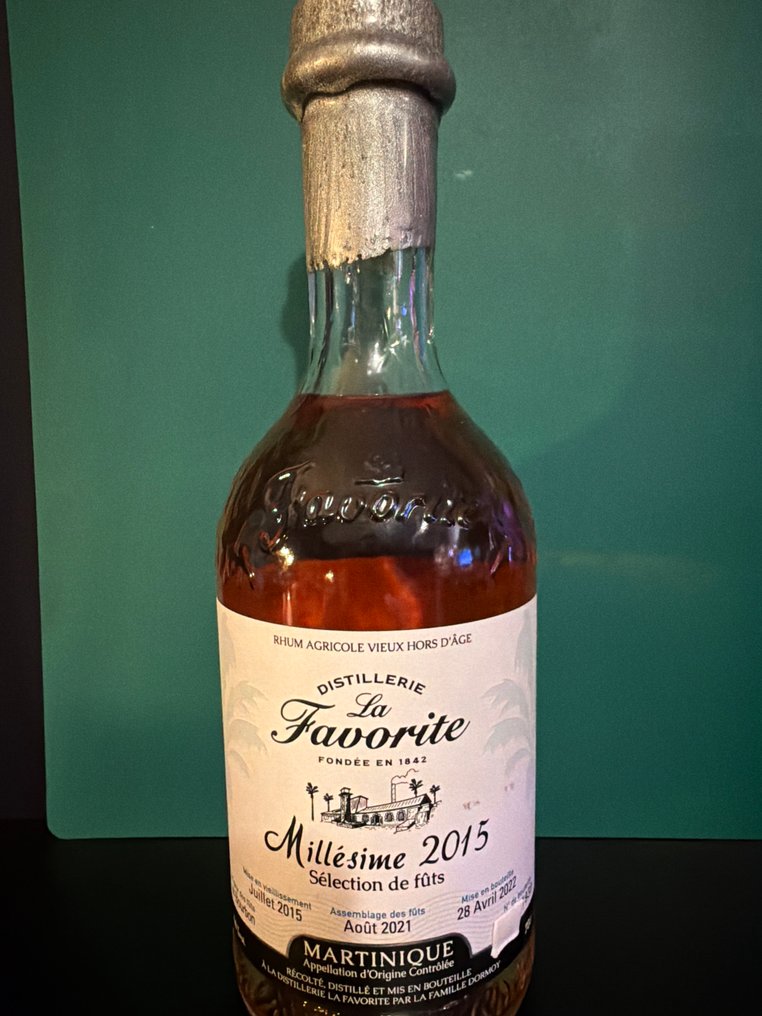 Favorite
RHUM AGRICOLE VIEUX HORS D'ÂGE
DISTILLERIE
La
Favorite
FONDÉE EN 1842
Millésime 2015
Sélection de fûts
Mise en vieillissement
Juillet 2015
Assemblage des fûts
Août 2021
Mise en bouteille
28 Avril 2022
MARTINIQUE
Appellation d'Origine Contrôlée
RÉCOLTÉ, DISTILLÉ ET MIS EN BOUTEILLE
À LA DISTILLERIE LA FAVORITE PAR LA FAMILLE DORMOY